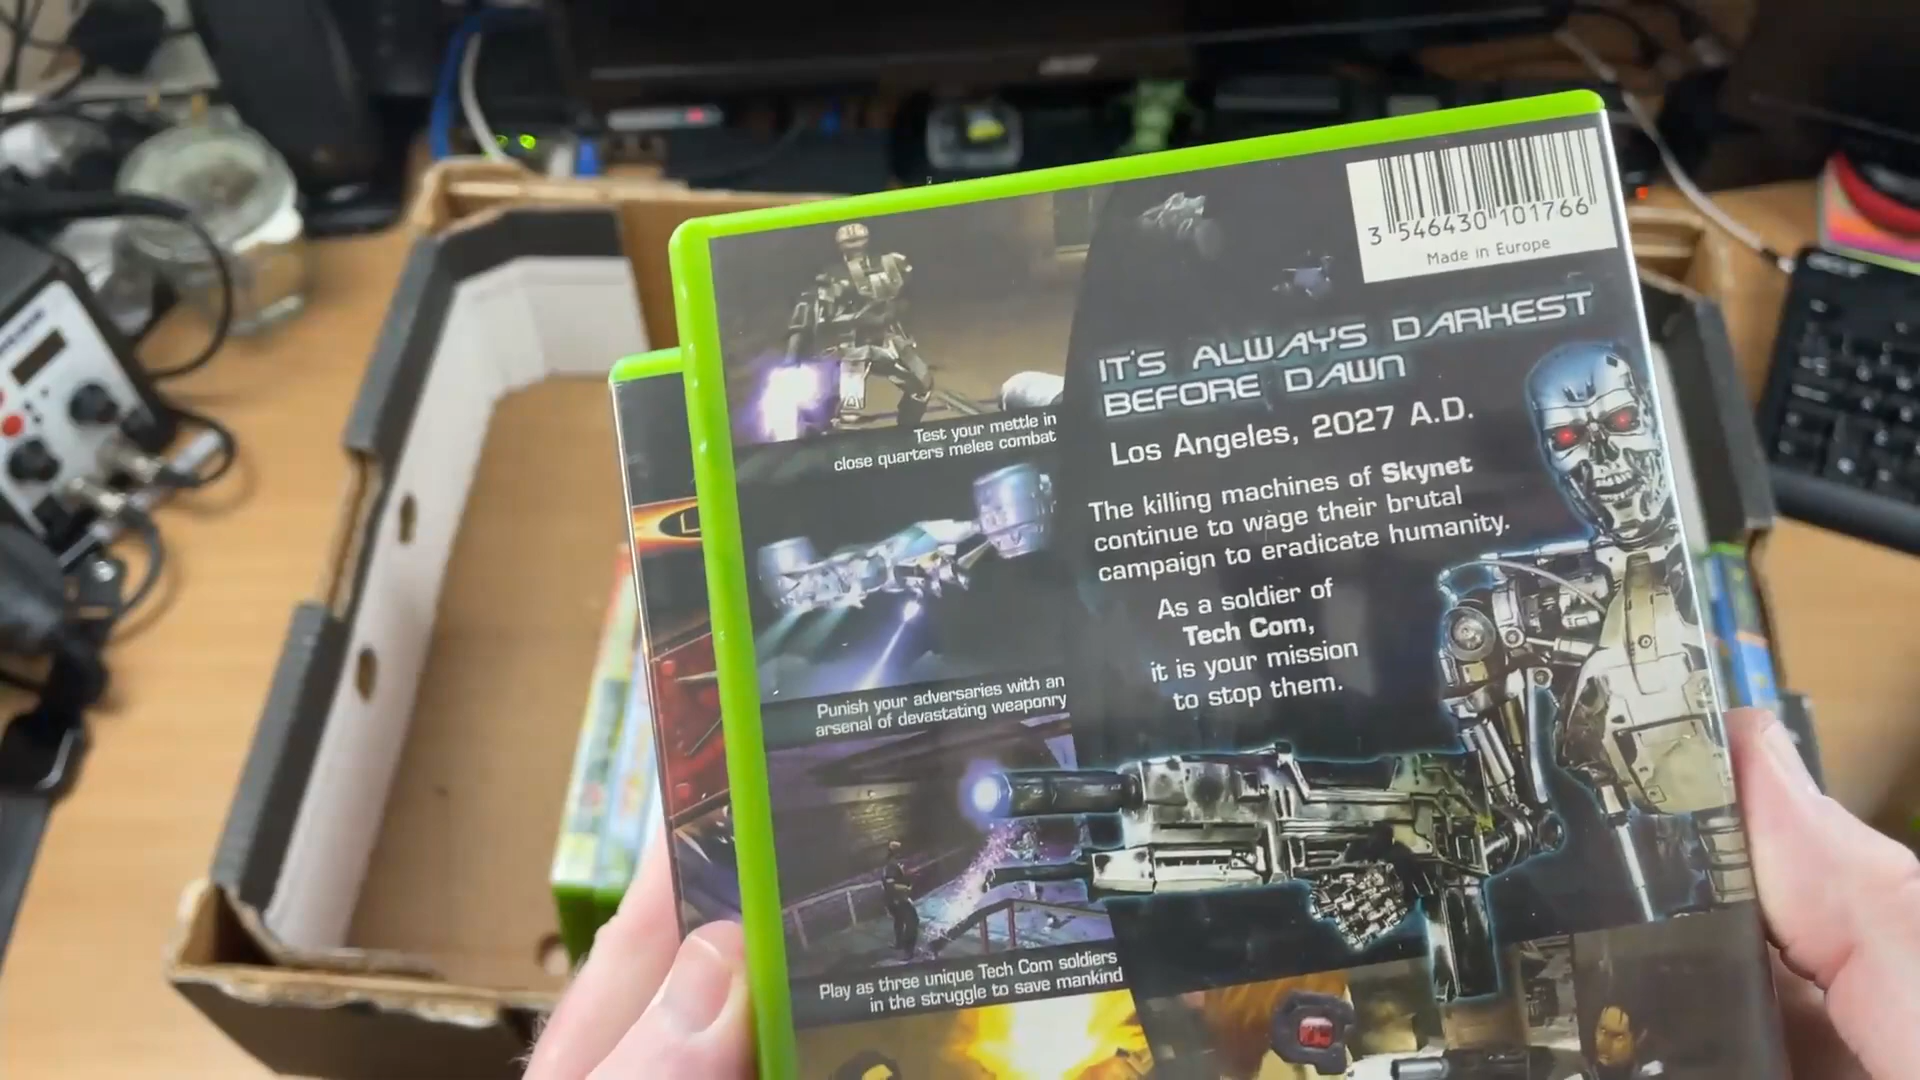 3 546430 101766
Made in Europe
IT'S ALWAYS DARKEST
BEFORE DAWN
Los Angeles, 2027 A.D.
The killing machines of Skynet
continue to wage their brutal
campaign to eradicate humanity.
As a soldier of
Tech Com,
it is your mission
to stop them.
Test your mettle in
close quarters melee combat
Punish your adversaries with an
arsenal of devastating weaponry
Play as three unique Tech Com soldiers
in the struggle to save mankind